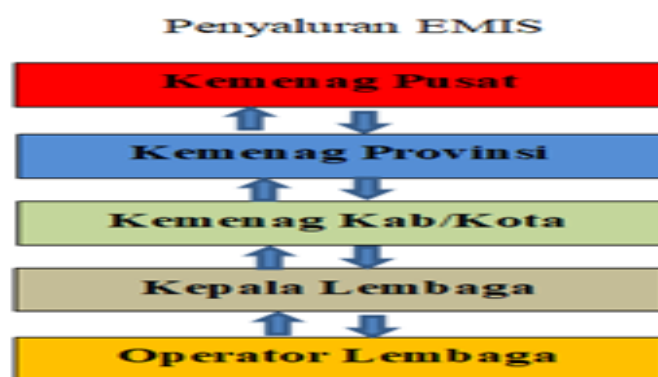 Penyaluran EMIS
Kemenag Pusat
Kemenag Provinsi
Kemenag Kab/Kota
Kepala Lembaga
Operator Lembaga